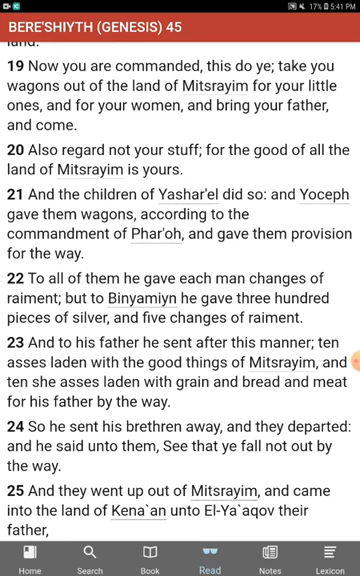 17% 5:41 PM
BERE'SHIYTH (GENESIS) 45
land.
19 Now you are commanded, this do ye; take you
wagons out of the land of Mitsrayim for your little
ones, and for your women, and bring your father,
and come.
20 Also regard not your stuff; for the good of all the
land of Mitsrayim is yours.
21 And the children of Yashar'el did so: and Yoceph
gave them wagons, according to the
commandment of Phar'oh, and gave them provision
for the way.
22 To all of them he gave each man changes of
raiment; but to Binyamiyn he gave three hundred
pieces of silver, and five changes of raiment.
23 And to his father he sent after this manner; ten
asses laden with the good things of Mitsrayim, and
ten she asses laden with grain and bread and meat
for his father by the way.
24 So he sent his brethren away, and they departed:
and he said unto them, See that ye fall not out by
the way.
25 And they went up out of Mitsrayim, and came
into the land of Kena`an unto El-Ya`aqov their
father,
Home Search Book Read Notes Lexicon